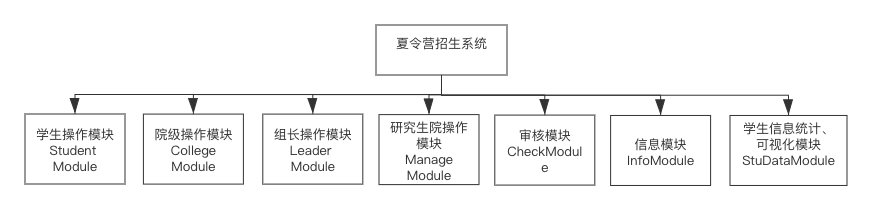 夏令营招生系统
学生操作模块
Student
Module
院级操作模块
College
Module
组长操作模块
Leader
Module
研究生院操作
模块
Manage
Module
审核模块
CheckModul
e
信息模块
InfoModule
学生信息统计、
可视化模块
StuDataModule